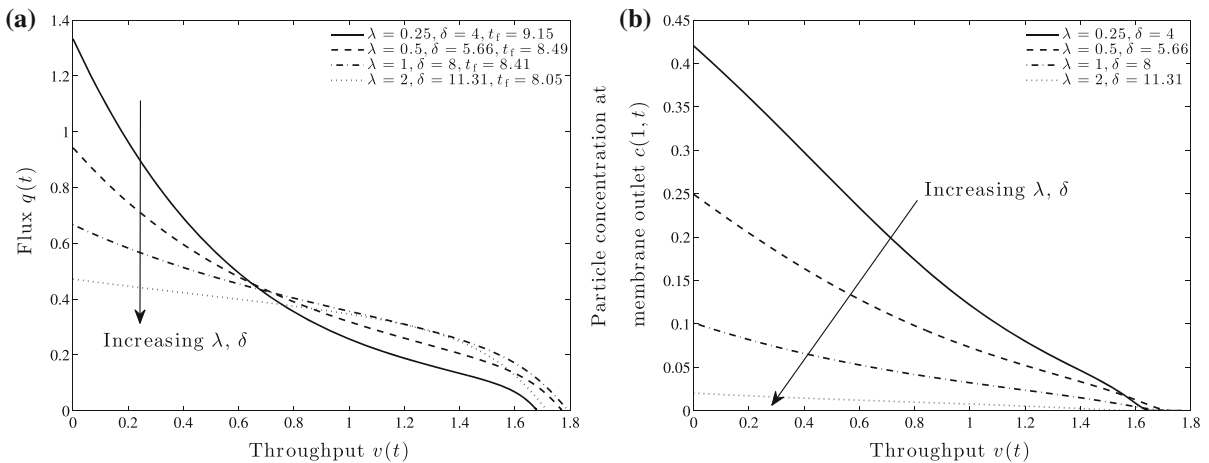 (a)
1.4
1.2
1
0.8
0.6
0.4
0.2
0
Flux q(t)
λ = 0.25, δ = 4, t_f = 9.15
λ = 0.5, δ = 5.66, t_f = 8.49
λ = 1, δ = 8, t_f = 8.41
λ = 2, δ = 11.31, t_f = 8.05
Increasing λ, δ
0 0.2 0.4 0.6 0.8 1 1.2 1.4 1.6 1.8
Throughput v(t)
(b)
0.45
0.4
0.35
0.3
0.25
0.2
0.15
0.1
0.05
0
Particle concentration at
membrane outlet c(1, t)
λ = 0.25, δ = 4
λ = 0.5, δ = 5.66
λ = 1, δ = 8
λ = 2, δ = 11.31
Increasing λ, δ
0 0.2 0.4 0.6 0.8 1 1.2 1.4 1.6 1.8
Throughput v(t)